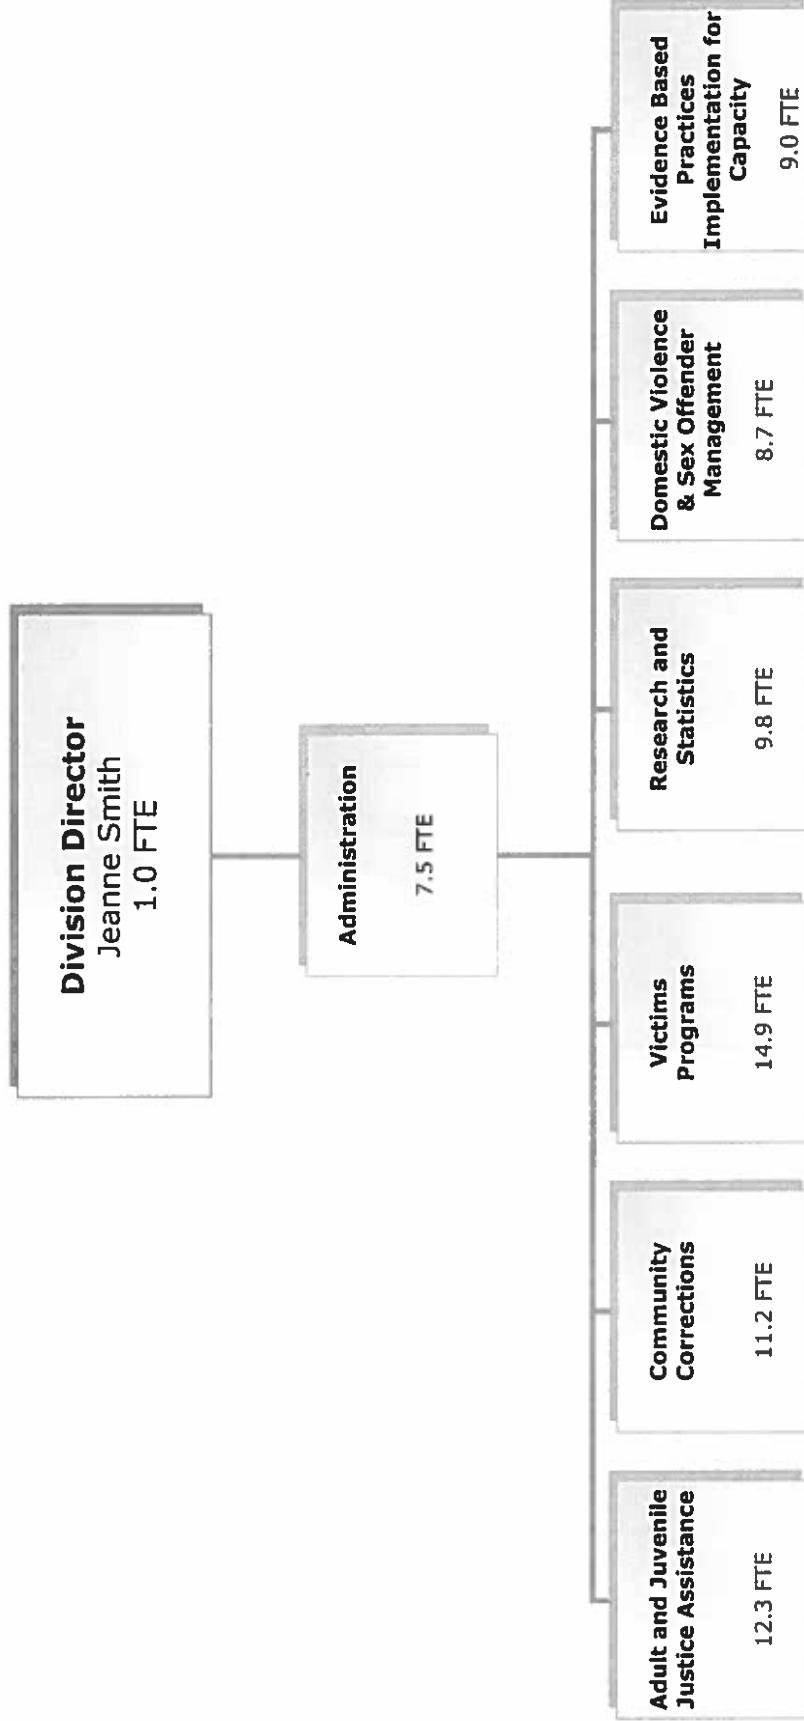 Division Director
Jeanne Smith
1.0 FTE
Administration
7.5 FTE
Adult and Juvenile
Justice Assistance
12.3 FTE
Community
Corrections
11.2 FTE
Victims
Programs
14.9 FTE
Research and
Statistics
9.8 FTE
Domestic Violence
& Sex Offender
Management
8.7 FTE
Evidence Based
Practices
Implementation for
Capacity
9.0 FTE